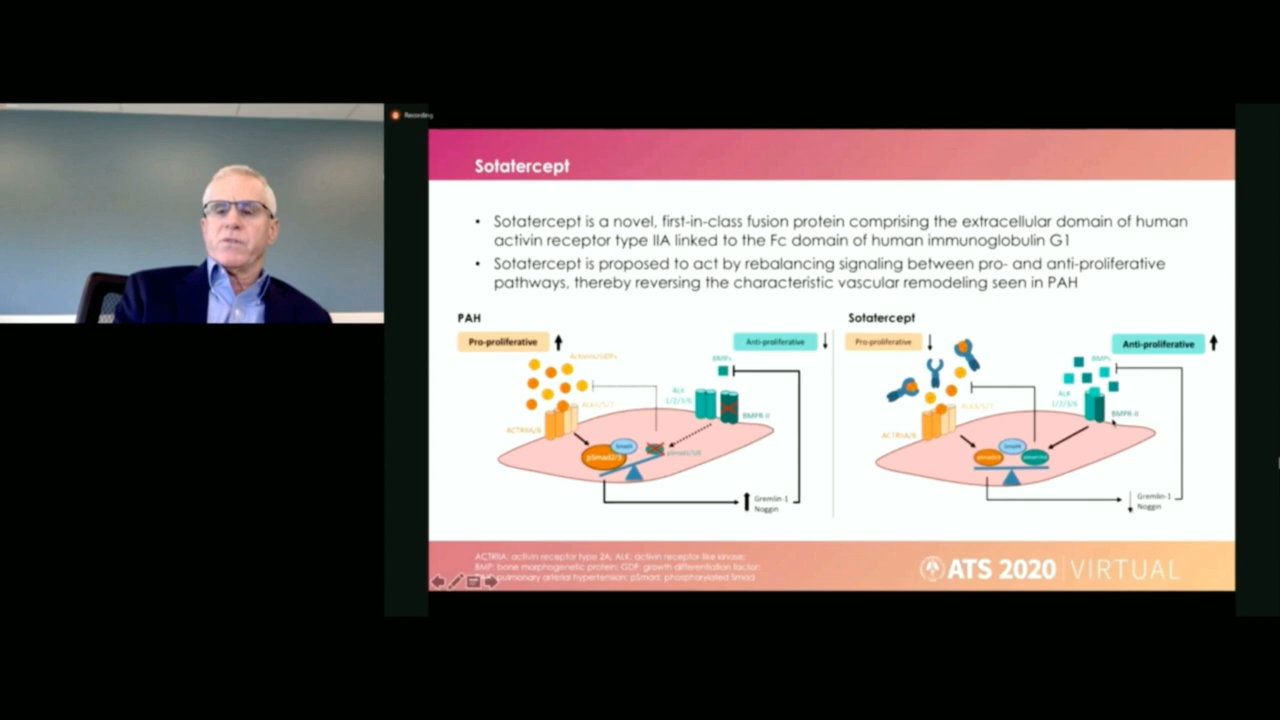 Recording
Sotatercept
• Sotatercept is a novel, first-in-class fusion protein comprising the extracellular domain of human
activin receptor type IIA linked to the Fc domain of human immunoglobulin G1
• Sotatercept is proposed to act by rebalancing signaling between pro- and anti-proliferative
pathways, thereby reversing the characteristic vascular remodeling seen in PAH
PAH
Pro-proliferative
Anti-proliferative
Activins/GDFs
BMPs
ALK
1/2/3/6
BMPR-II
ACTRIIA/B
pSmad2/3
Smad4
Gremlin-1
Noggin
Sotatercept
Pro-proliferative
Anti-proliferative
BMPs
ALK
1/2/3/6
BMPR-II
ACTRIIA/B
pSmad2/3
Smad4
Gremlin-1
Noggin
ACTRIIA: activin receptor type 2A; ALK: activin receptor like kinase;
BMP: bone morphogenetic protein; GDF: growth differentiation factor;
pulmonary arterial hypertension; pSmad: phosphorylated Smad
ATS 2020 | VIRTUAL